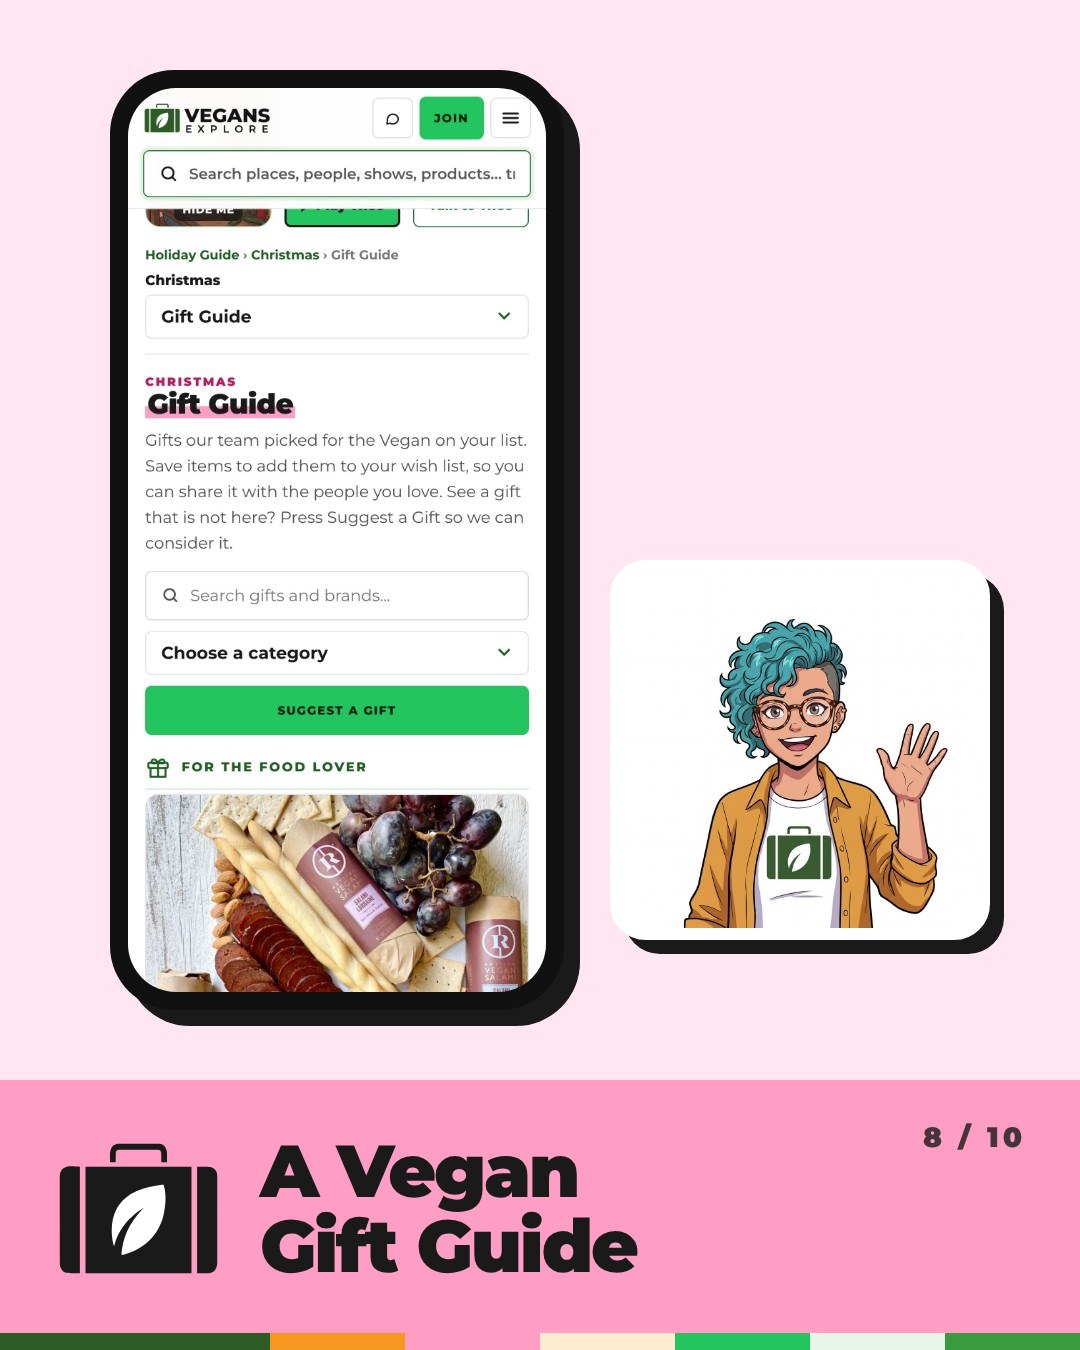 VEGANS
EXPLORE
JOIN
Search places, people, shows, products...
HIDE ME
Holiday Guide › Christmas › Gift Guide
Christmas
Gift Guide
CHRISTMAS
Gift Guide
Gifts our team picked for the Vegan on your list.
Save items to add them to your wish list, so you
can share it with the people you love. See a gift
that is not here? Press Suggest a Gift so we can
consider it.
Search gifts and brands...
Choose a category
SUGGEST A GIFT
FOR THE FOOD LOVER
R
VEGAN
SALAMI
R
VEGAN
SALAMI
8 / 10
A Vegan
Gift Guide